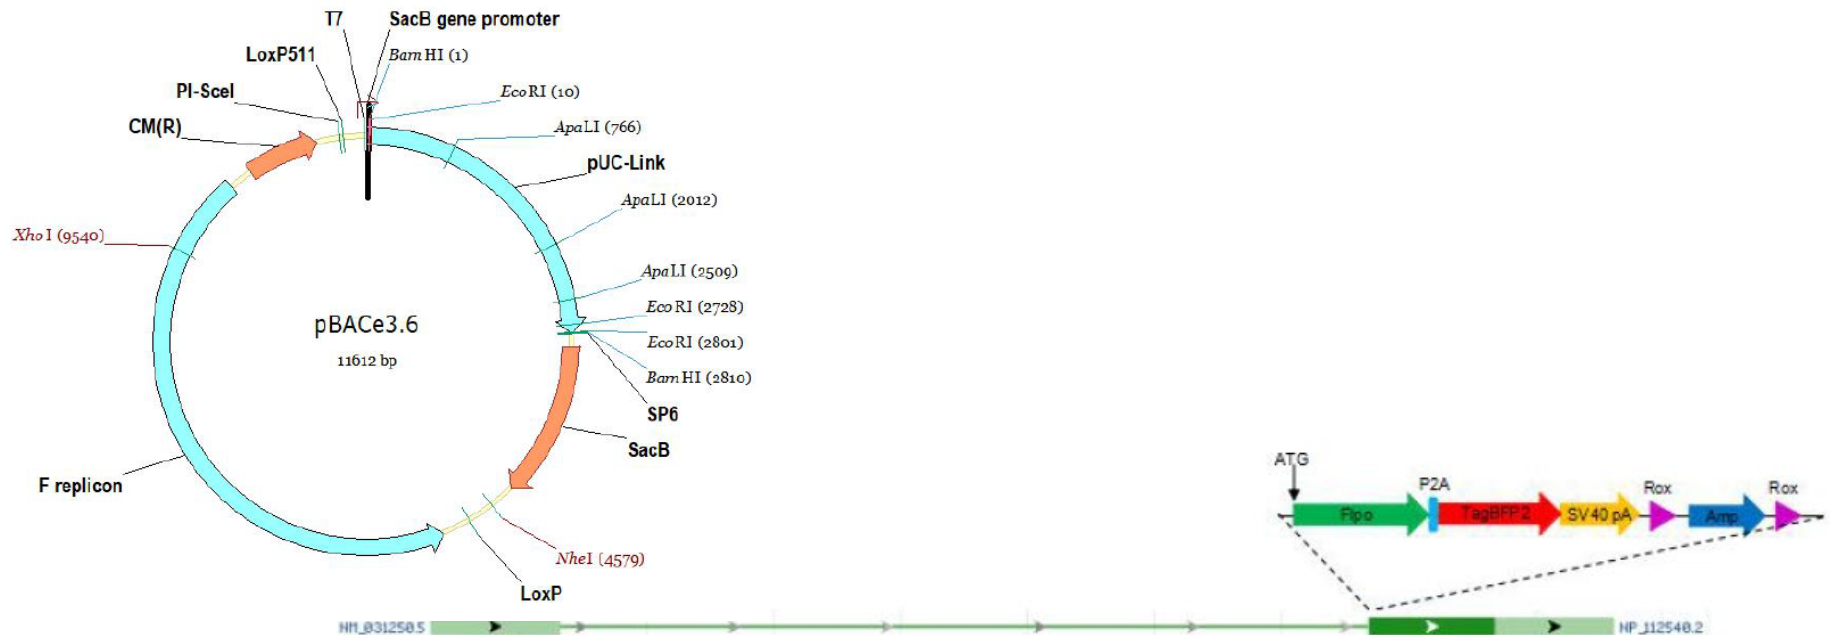 T7
SacB gene promoter
LoxP511
BamHI (1)
PI-SceI
EcoRI (10)
CM(R)
ApaLI (766)
pUC-Link
ApaLI (2012)
XhoI (9540)
ApaLI (2509)
EcoRI (2728)
pBACe3.6
EcoRI (2801)
11612 bp
BamHI (2810)
SP6
SacB
F replicon
NheI (4579)
LoxP
ATG
P2A
Rox
Rox
Flpo
TagBFP2
SV40 pA
Amp
NM_031250.5
NP_112540.2